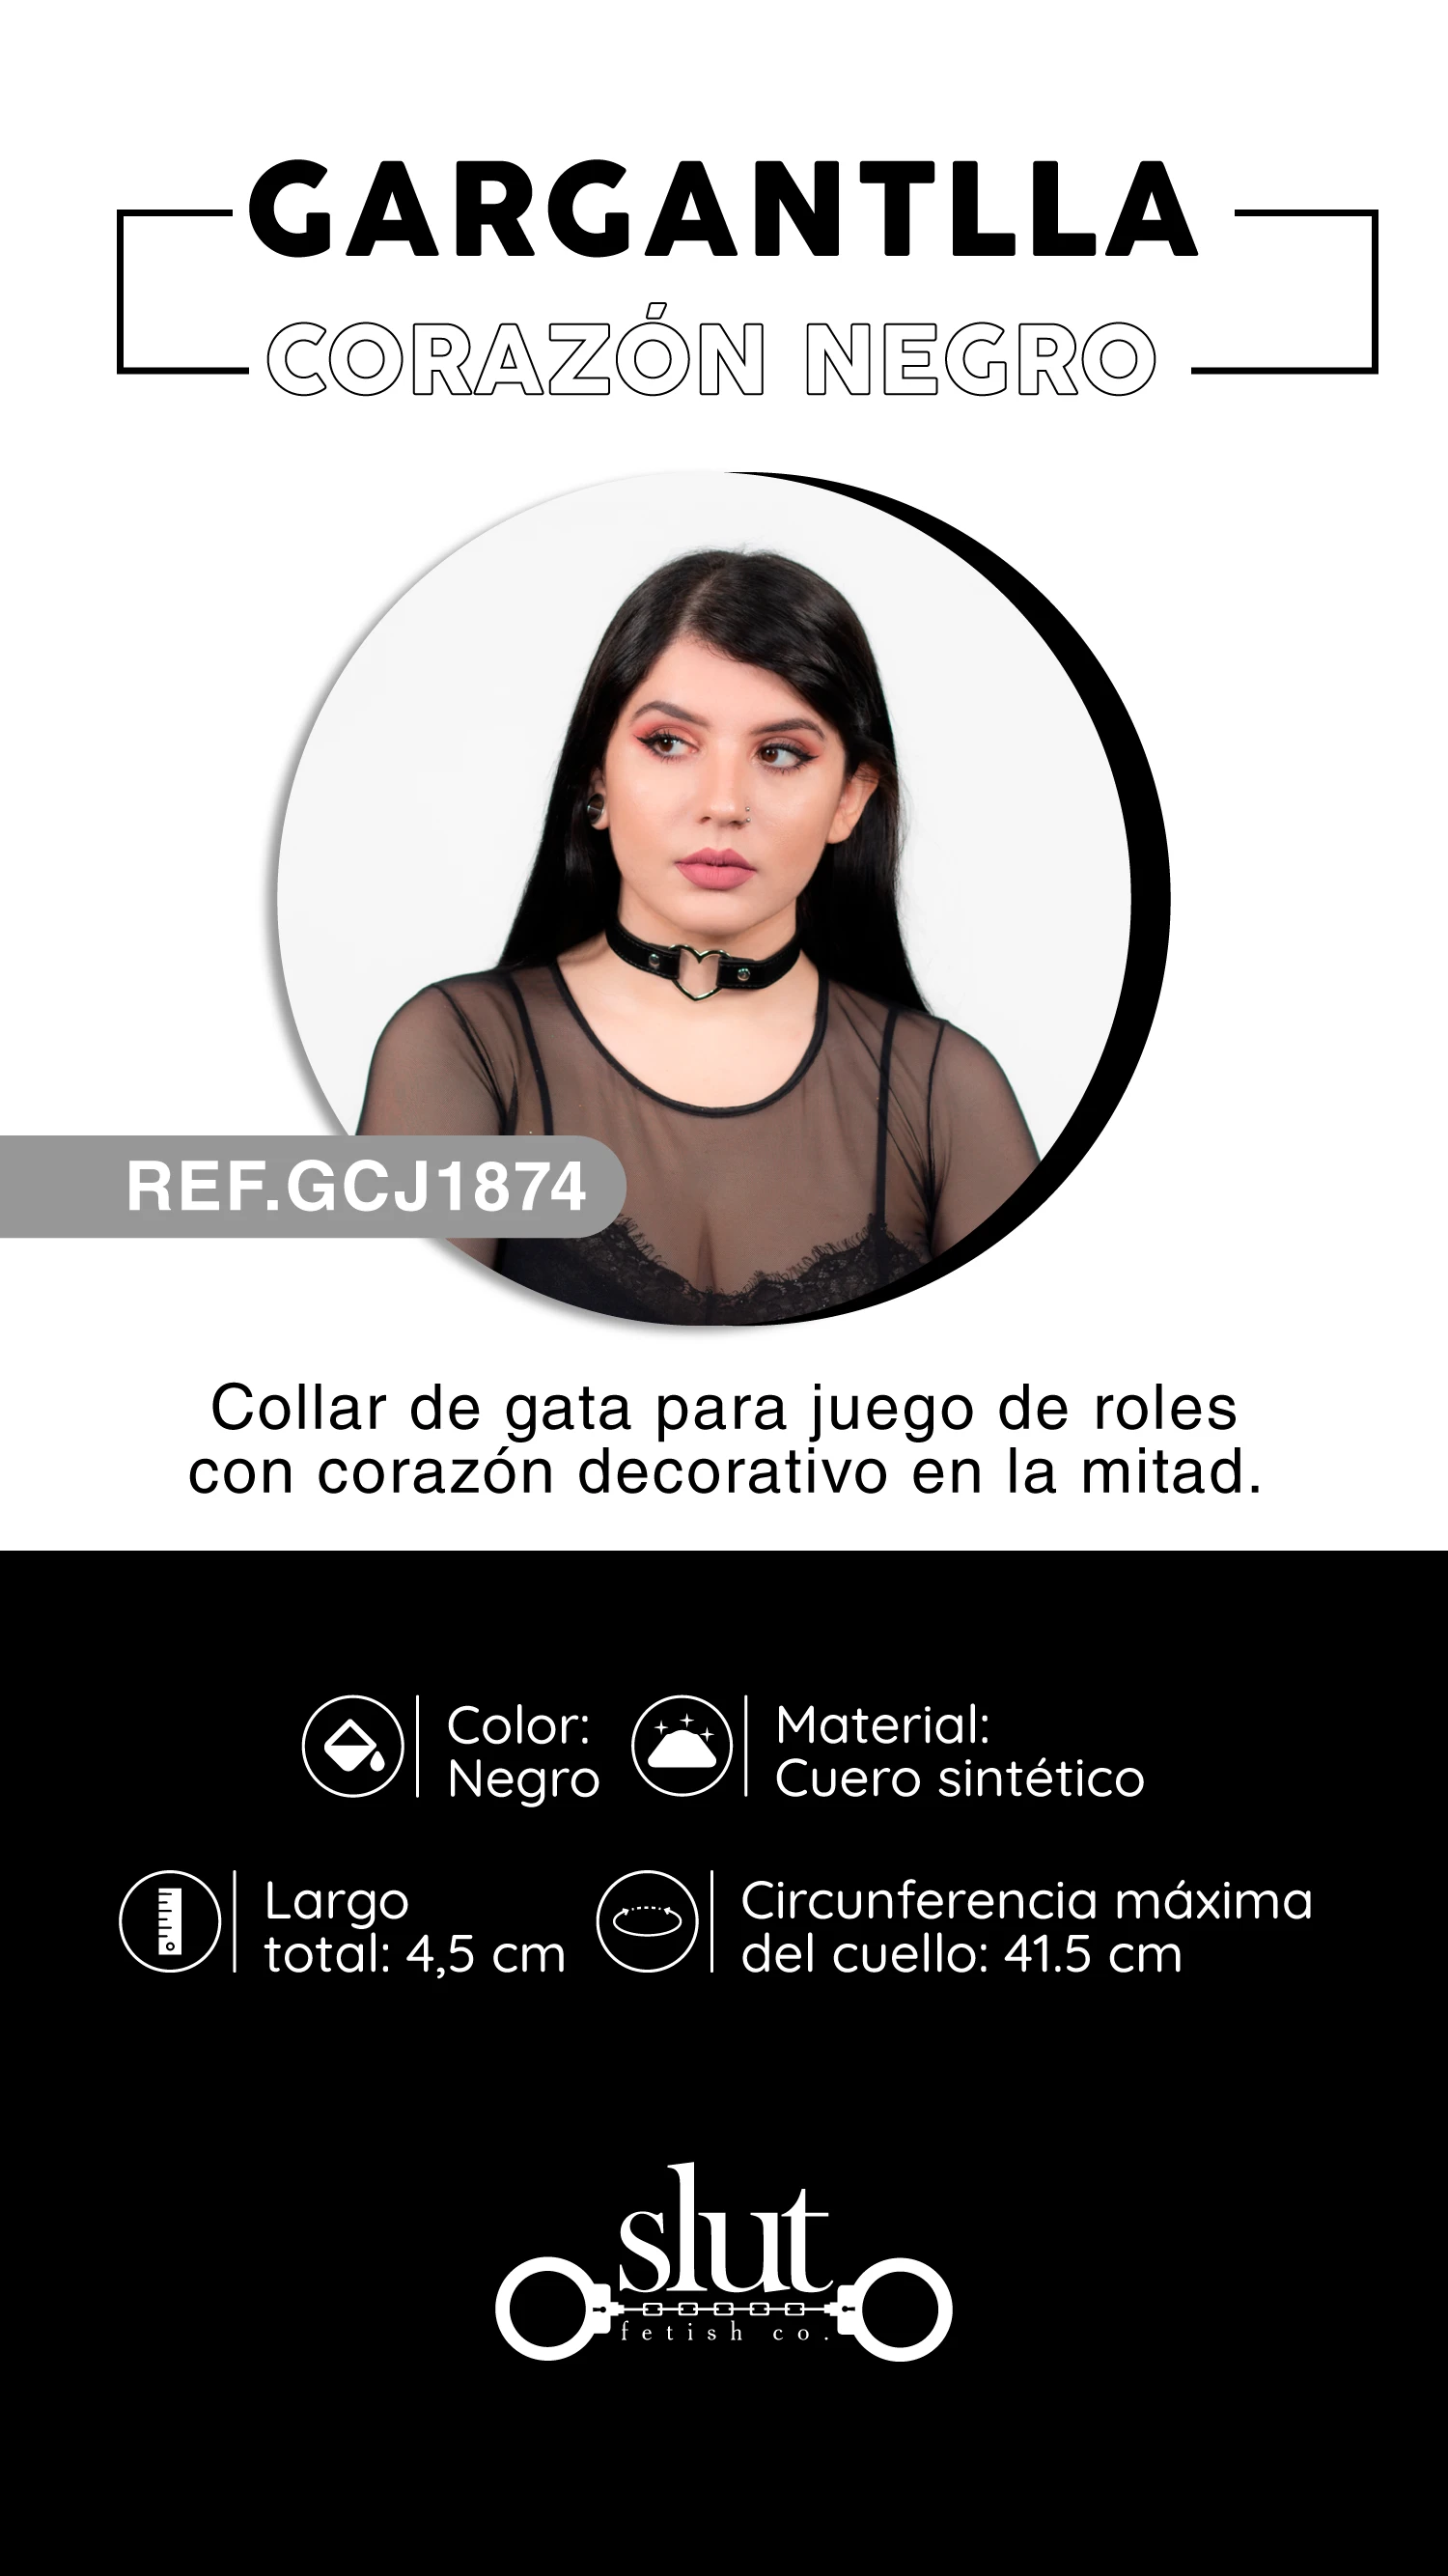 GARGANTLLA
CORAZÓN NEGRO
REF.GCJ1874
Collar de gata para juego de roles
con corazón decorativo en la mitad.
Color:
Negro
Material:
Cuero sintético
Largo
total: 4,5 cm
Circunferencia máxima
del cuello: 41.5 cm
slut
fetish co.